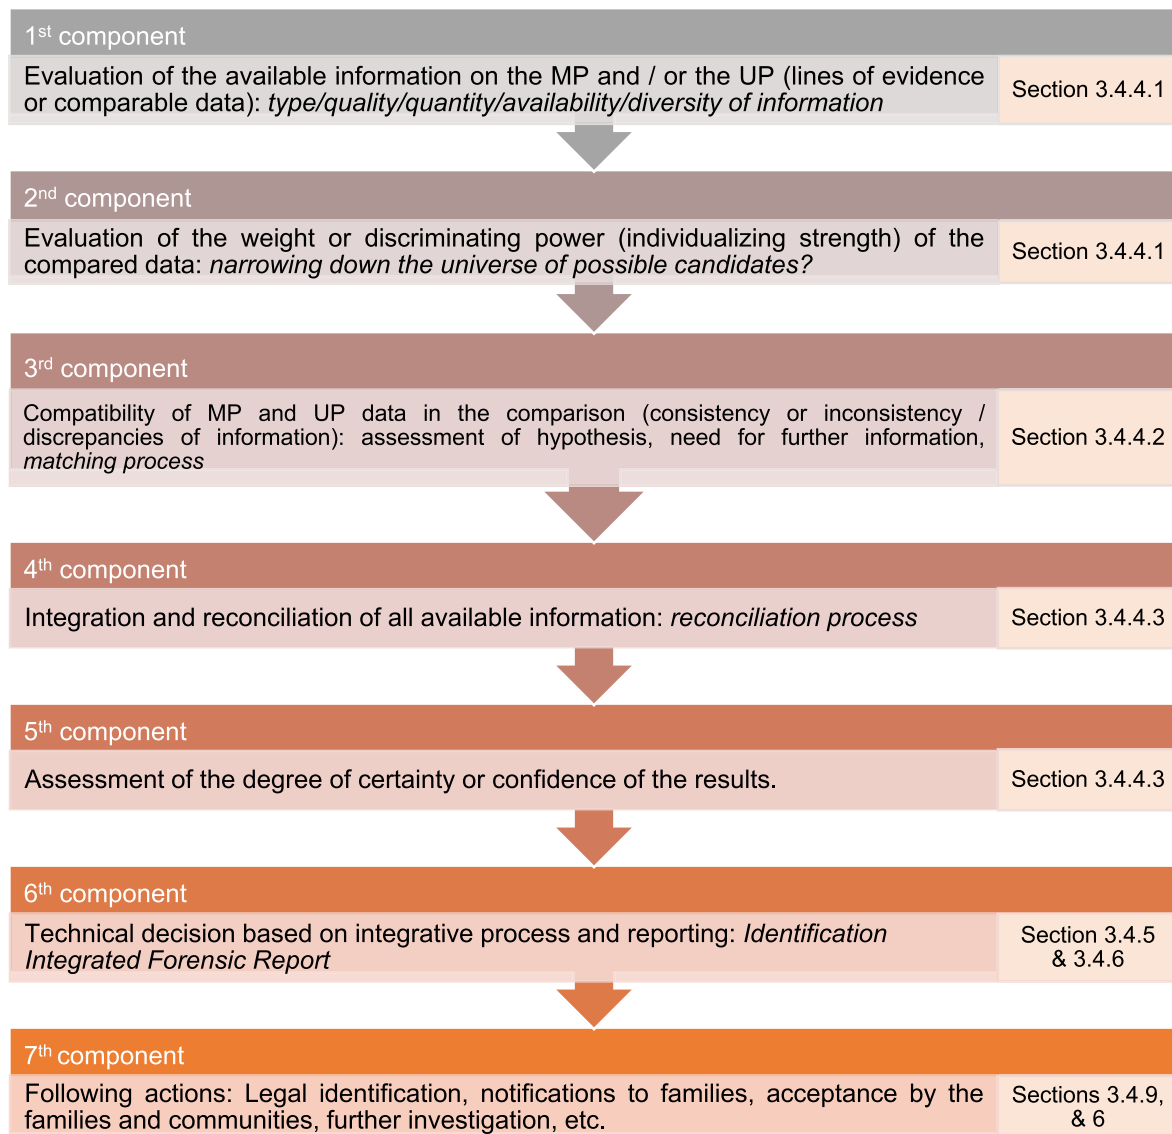 1st component
Evaluation of the available information on the MP and / or the UP (lines of evidence
or comparable data): type/quality/quantity/availability/diversity of information
Section 3.4.4.1
2nd component
Evaluation of the weight or discriminating power (individualizing strength) of the
compared data: narrowing down the universe of possible candidates?
Section 3.4.4.1
3rd component
Compatibility of MP and UP data in the comparison (consistency or inconsistency /
discrepancies of information): assessment of hypothesis, need for further information,
matching process
Section 3.4.4.2
4th component
Integration and reconciliation of all available information: reconciliation process
Section 3.4.4.3
5th component
Assessment of the degree of certainty or confidence of the results.
Section 3.4.4.3
6th component
Technical decision based on integrative process and reporting: Identification
Integrated Forensic Report
Section 3.4.5
& 3.4.6
7th component
Following actions: Legal identification, notifications to families, acceptance by the
families and communities, further investigation, etc.
Sections 3.4.9,
& 6